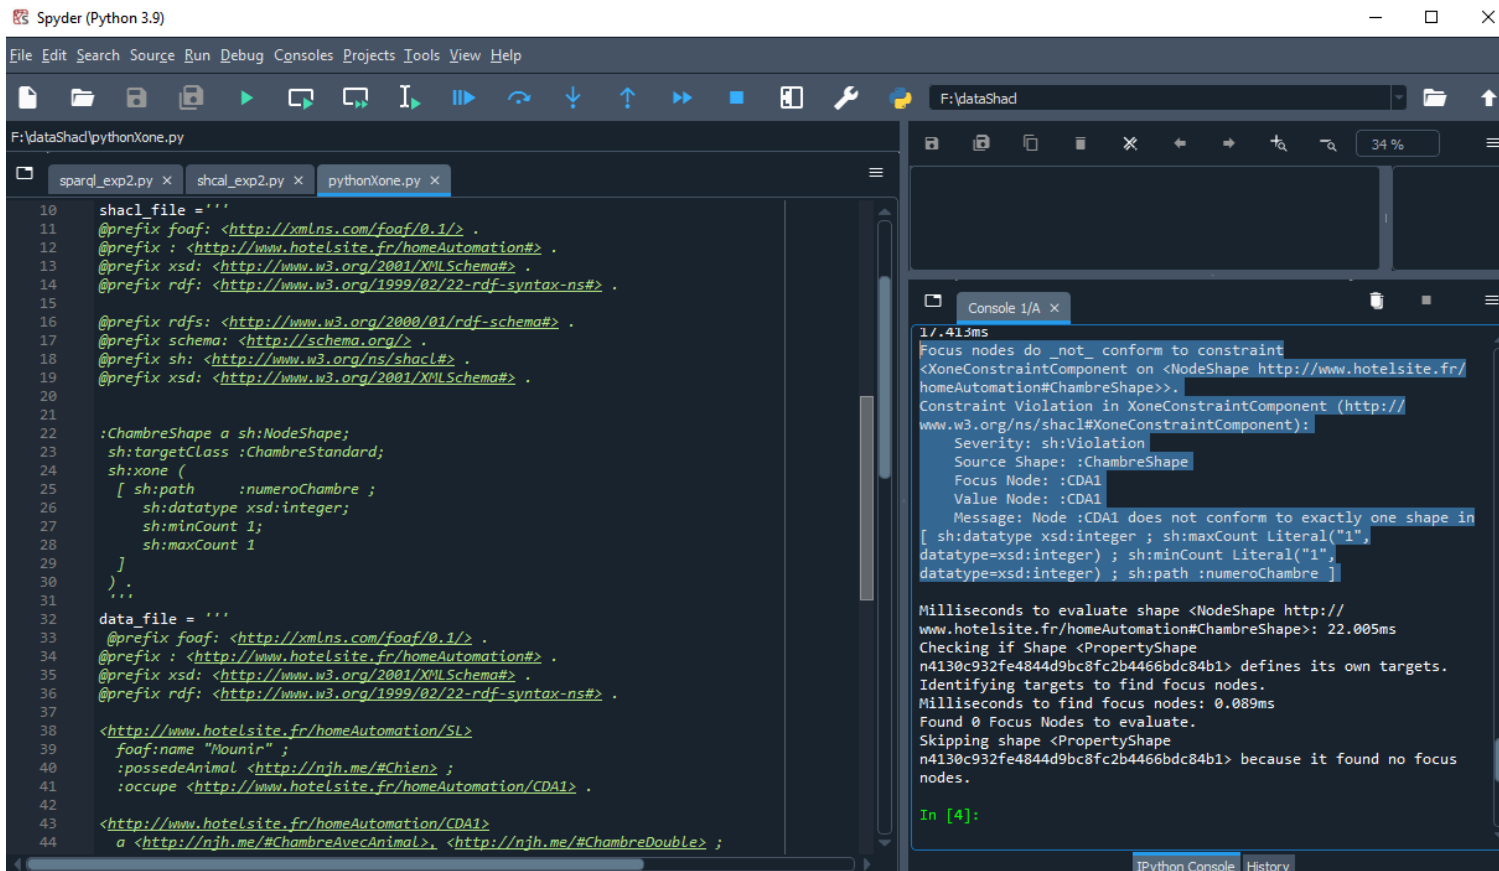 Spyder (Python 3.9)
File Edit Search Source Run Debug Consoles Projects Tools View Help
F:\dataShacl
F:\dataShacl\pythonXone.py
34 %
sparql_exp2.py shcal_exp2.py pythonXone.py
10 shacl_file ='''
11 @prefix foaf: <http://xmlns.com/foaf/0.1/> .
12 @prefix : <http://www.hotelsite.fr/homeAutomation#> .
13 @prefix xsd: <http://www.w3.org/2001/XMLSchema#> .
14 @prefix rdf: <http://www.w3.org/1999/02/22-rdf-syntax-ns#> .
15
16 @prefix rdfs: <http://www.w3.org/2000/01/rdf-schema#> .
17 @prefix schema: <http://schema.org/> .
18 @prefix sh: <http://www.w3.org/ns/shacl#> .
19 @prefix xsd: <http://www.w3.org/2001/XMLSchema#> .
20
21
22 :ChambreShape a sh:NodeShape;
23 sh:targetClass :ChambreStandard;
24 sh:xone (
25 [ sh:path :numeroChambre ;
26 sh:datatype xsd:integer;
27 sh:minCount 1;
28 sh:maxCount 1
29 ]
30 ) .
31 '''
32 data_file = '''
33 @prefix foaf: <http://xmlns.com/foaf/0.1/> .
34 @prefix : <http://www.hotelsite.fr/homeAutomation#> .
35 @prefix xsd: <http://www.w3.org/2001/XMLSchema#> .
36 @prefix rdf: <http://www.w3.org/1999/02/22-rdf-syntax-ns#> .
37
38 <http://www.hotelsite.fr/homeAutomation/SL>
39 foaf:name "Mounir" ;
40 :possedeAnimal <http://njh.me/#Chien> ;
41 :occupe <http://www.hotelsite.fr/homeAutomation/CDA1> .
42
43 <http://www.hotelsite.fr/homeAutomation/CDA1>
44 a <http://njh.me/#ChambreAvecAnimal>, <http://njh.me/#ChambreDouble> ;
Console 1/A
17.413ms
Focus nodes do _not_ conform to constraint
<XoneConstraintComponent on <NodeShape http://www.hotelsite.fr/
homeAutomation#ChambreShape>>.
Constraint Violation in XoneConstraintComponent (http://
www.w3.org/ns/shacl#XoneConstraintComponent):
Severity: sh:Violation
Source Shape: :ChambreShape
Focus Node: :CDA1
Value Node: :CDA1
Message: Node :CDA1 does not conform to exactly one shape in
[ sh:datatype xsd:integer ; sh:maxCount Literal("1",
datatype=xsd:integer) ; sh:minCount Literal("1",
datatype=xsd:integer) ; sh:path :numeroChambre ]
Milliseconds to evaluate shape <NodeShape http://
www.hotelsite.fr/homeAutomation#ChambreShape>: 22.005ms
Checking if Shape <PropertyShape
n4130c932fe4844d9bc8fc2b4466bdc84b1> defines its own targets.
Identifying targets to find focus nodes.
Milliseconds to find focus nodes: 0.089ms
Found 0 Focus Nodes to evaluate.
Skipping shape <PropertyShape
n4130c932fe4844d9bc8fc2b4466bdc84b1> because it found no focus
nodes.
In [4]:
IPython Console History